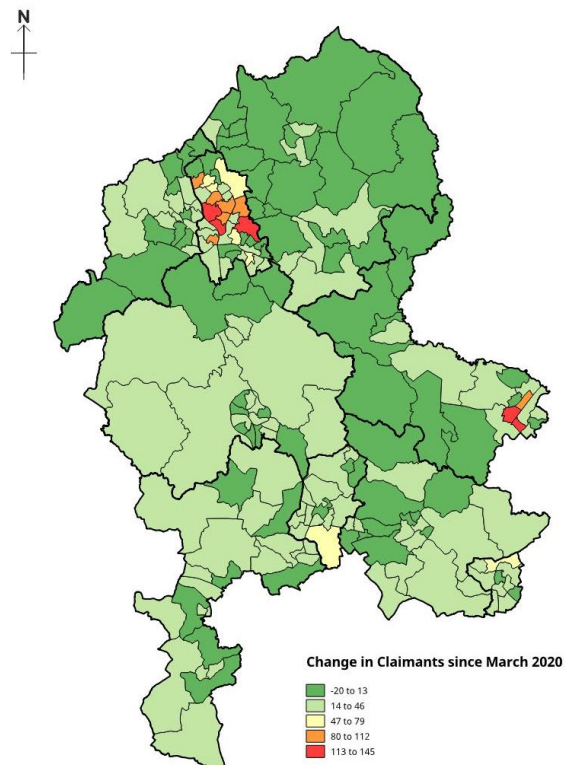 N
Change in Claimants since March 2020
-20 to 13
14 to 46
47 to 79
80 to 112
113 to 145